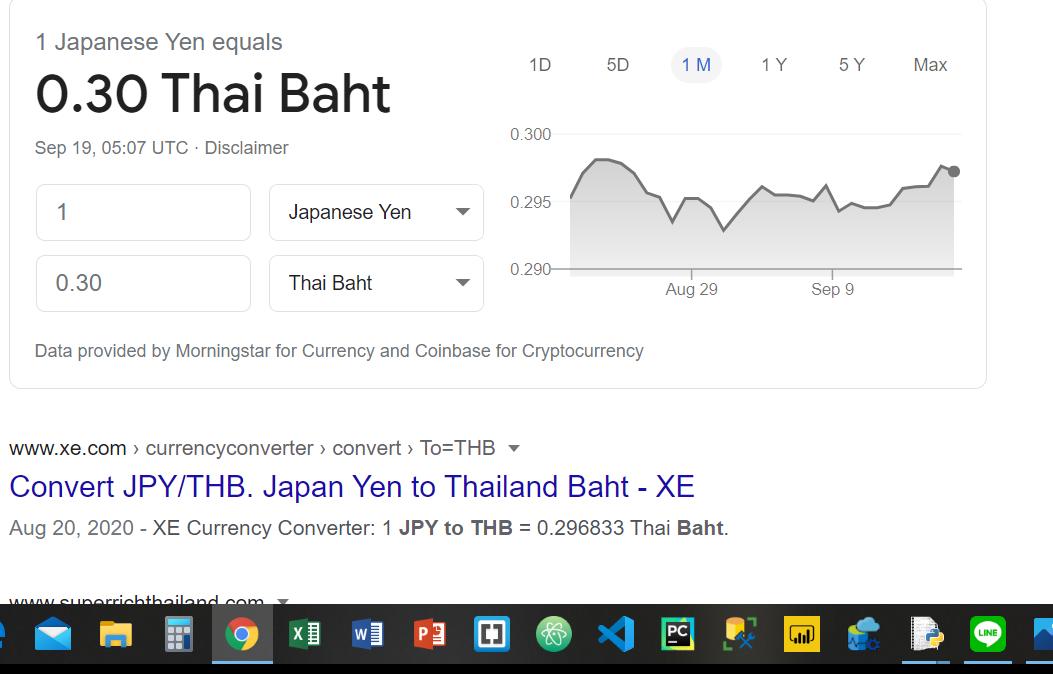 1 Japanese Yen equals
0.30 Thai Baht
Sep 19, 05:07 UTC · Disclaimer
1 Japanese Yen
0.30 Thai Baht
1D 5D 1 M 1 Y 5 Y Max
0.300
0.295
0.290
Aug 29 Sep 9
Data provided by Morningstar for Currency and Coinbase for Cryptocurrency
www.xe.com › currencyconverter › convert › To=THB
Convert JPY/THB. Japan Yen to Thailand Baht - XE
Aug 20, 2020 - XE Currency Converter: 1 JPY to THB = 0.296833 Thai Baht.
www.superrichthailand.com
X W P PC LINE